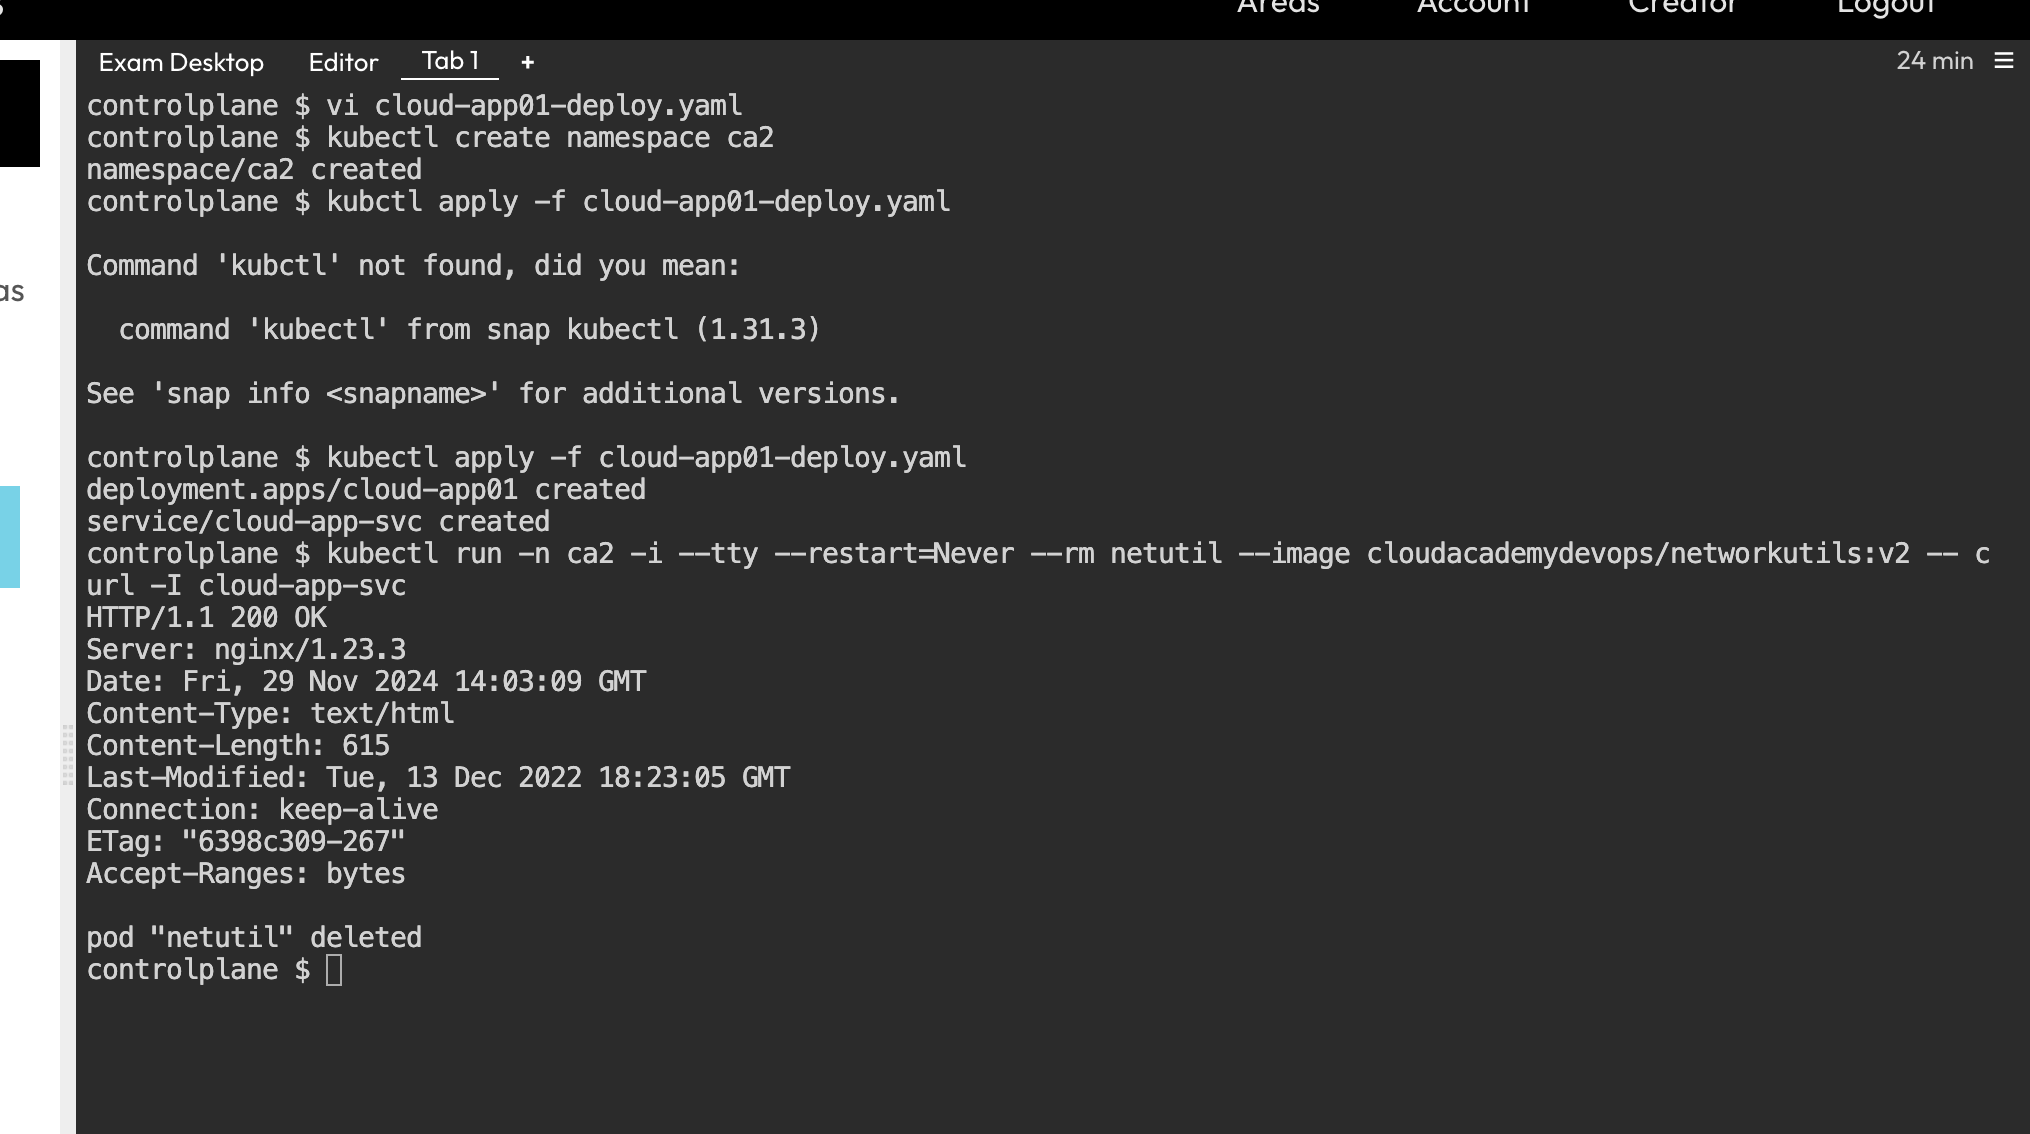 Areas Account Creator Logout
Exam Desktop Editor Tab 1 + 24 min
controlplane $ vi cloud-app01-deploy.yaml
controlplane $ kubectl create namespace ca2
namespace/ca2 created
controlplane $ kubctl apply -f cloud-app01-deploy.yaml
Command 'kubctl' not found, did you mean:
command 'kubectl' from snap kubectl (1.31.3)
as
See 'snap info <snapname>' for additional versions.
controlplane $ kubectl apply -f cloud-app01-deploy.yaml
deployment.apps/cloud-app01 created
service/cloud-app-svc created
controlplane $ kubectl run -n ca2 -i --tty --restart=Never --rm netutil --image cloudacademydevops/networkutils:v2 -- c
url -I cloud-app-svc
HTTP/1.1 200 OK
Server: nginx/1.23.3
Date: Fri, 29 Nov 2024 14:03:09 GMT
Content-Type: text/html
Content-Length: 615
Last-Modified: Tue, 13 Dec 2022 18:23:05 GMT
Connection: keep-alive
ETag: "6398c309-267"
Accept-Ranges: bytes
pod "netutil" deleted
controlplane $